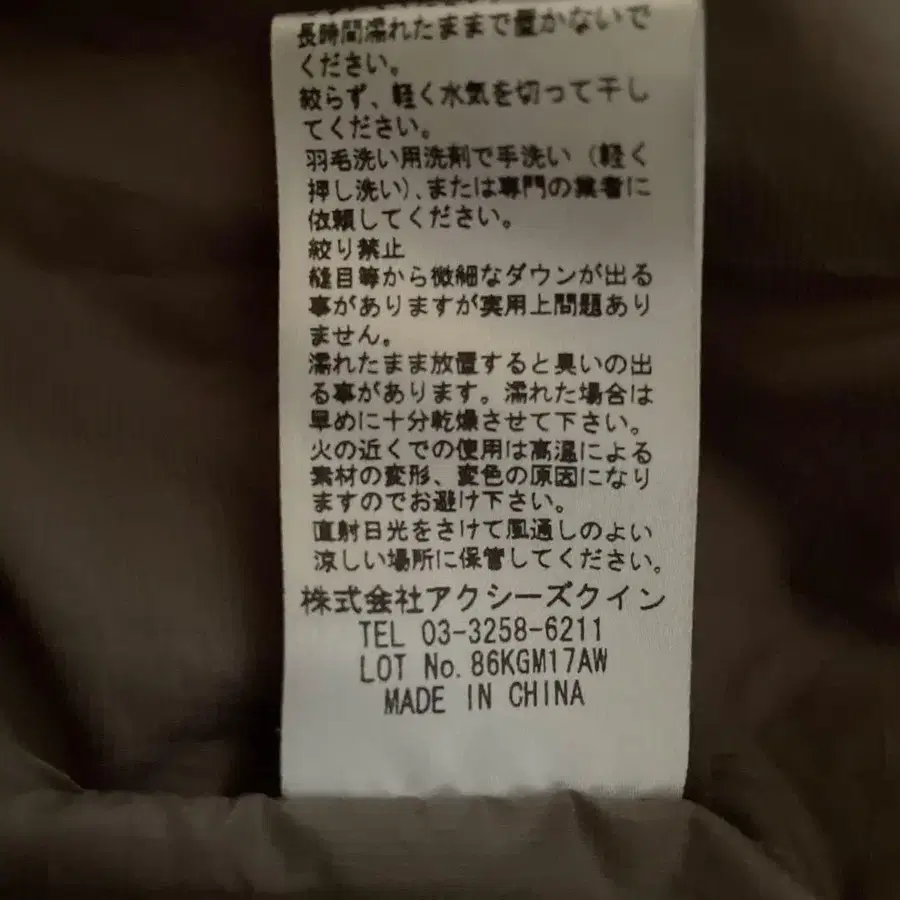 長時間濡れたままで置かないで
ください。
絞らず、軽く水気を切って干し
てください。
羽毛洗い用洗剤で手洗い（軽く
押し洗い）、または専門の業者に
依頼してください。
絞り禁止
縫目等から微細なダウンが出る
事がありますが実用上問題あり
ません。
濡れたまま放置すると臭いの出
る事があります。濡れた場合は
早めに十分乾燥させて下さい。
火の近くでの使用は高温による
素材の変形、変色の原因になり
ますのでお避け下さい。
直射日光をさけて風通しのよい
涼しい場所に保管してください。
株式会社アクシーズクイン
TEL 03-3258-6211
LOT No. 86KGM17AW
MADE IN CHINA